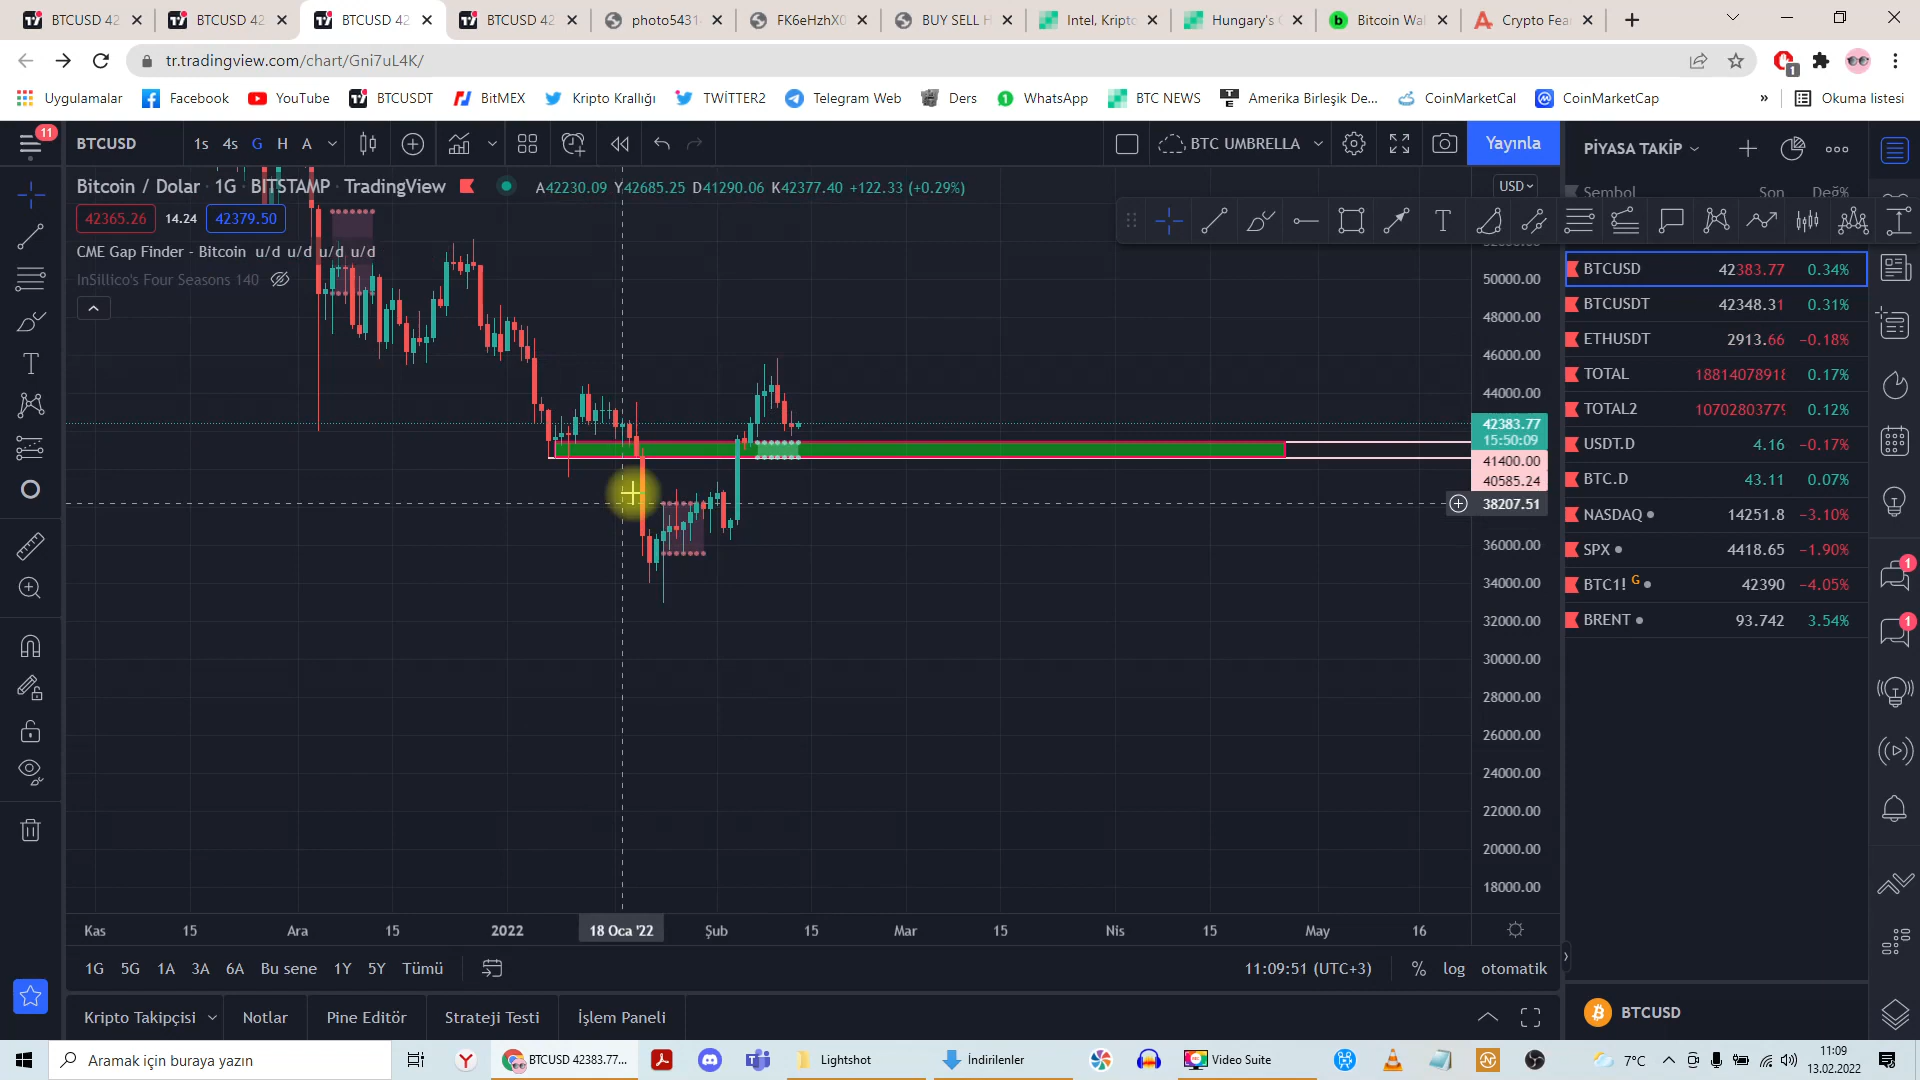 BTCUSD 42
BTCUSD 42
BTCUSD 42
BTCUSD 42
photo5431
FK6eHzhX0
BUY SELL H
Intel, Kripto
Hungary's
Bitcoin Wal
Crypto Fea
tr.tradingview.com/chart/Gni7uL4K/
1
Uygulamalar
Facebook
YouTube
BTCUSDT
BitMEX
Kripto Krallığı
TWİTTER2
Telegram Web
Ders
WhatsApp
BTC NEWS
Amerika Birleşik De...
CoinMarketCal
CoinMarketCap
»
Okuma listesi
11
BTCUSD
1s 4s G H A
BTC UMBRELLA
Yayınla
PİYASA TAKİP
Bitcoin / Dolar · 1G · BITSTAMP · TradingView
A42230.09 Y42685.25 D41290.06 K42377.40 +122.33 (+0.29%)
USD
Sembol Son Değ%
42365.26 14.24 42379.50
CME Gap Finder - Bitcoin u/d u/d u/d u/d
InSillico's Four Seasons 140
50000.00
48000.00
46000.00
44000.00
42383.77
15:50:09
41400.00
40585.24
38207.51
36000.00
34000.00
32000.00
30000.00
28000.00
26000.00
24000.00
22000.00
20000.00
18000.00
BTCUSD 42383.77 0.34%
BTCUSDT 42348.31 0.31%
ETHUSDT 2913.66 −0.18%
TOTAL 18814078918 0.17%
TOTAL2 10702803779 0.12%
USDT.D 4.16 −0.17%
BTC.D 43.11 0.07%
NASDAQ 14251.8 −3.10%
SPX 4418.65 −1.90%
BTC1! G 42390 −4.05%
BRENT 93.742 3.54%
1
1
Kas 15 Ara 15 2022 18 Oca '22 Şub 15 Mar 15 Nis 15 May 16
1G 5G 1A 3A 6A Bu sene 1Y 5Y Tümü
11:09:51 (UTC+3) % log otomatik
Kripto Takipçisi Notlar Pine Editör Strateji Testi İşlem Paneli
BTCUSD
Aramak için buraya yazın
BTCUSD 42383.77...
Lightshot
İndirilenler
Video Suite
7°C
11:09
13.02.2022